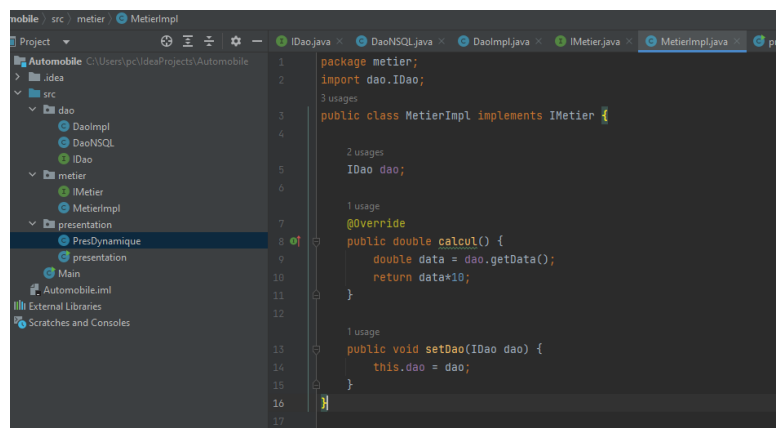 mobile > src > metier > MetierImpl
Project
IDao.java × DaoNSQL.java × DaoImpl.java × IMetier.java × MetierImpl.java ×
Automobile C:\Users\pc\IdeaProjects\Automobile
.idea
src
dao
DaoImpl
DaoNSQL
IDao
metier
IMetier
MetierImpl
presentation
PresDynamique
presentation
Main
Automobile.iml
External Libraries
Scratches and Consoles
1 package metier;
2 import dao.IDao;
3 usages
3 public class MetierImpl implements IMetier {
4
2 usages
5 IDao dao;
6
1 usage
7 @Override
8 public double calcul() {
9 double data = dao.getData();
10 return data*10;
11 }
12
1 usage
13 public void setDao(IDao dao) {
14 this.dao = dao;
15 }
16 }
17